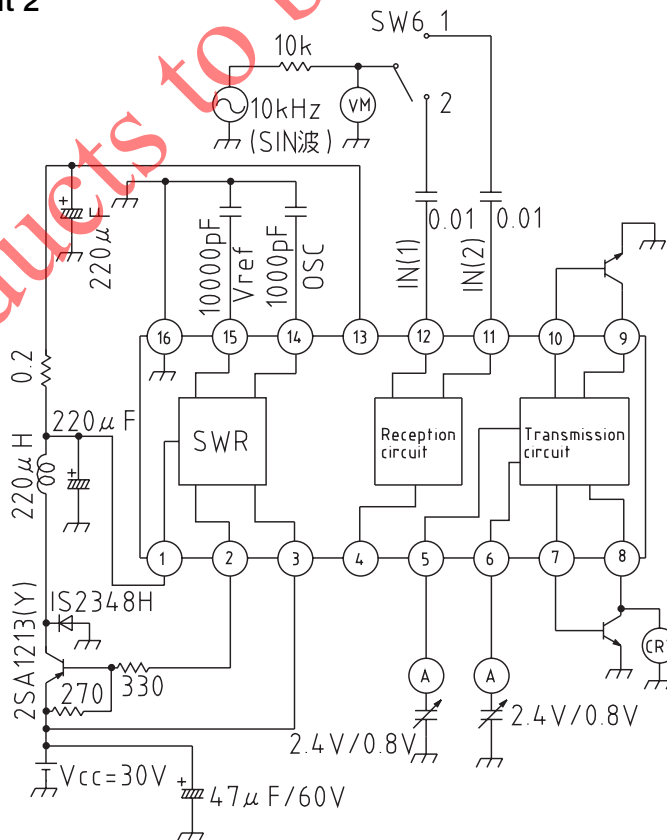 SW6 1
10k
2
10kHz
VM
(SIN波)
220μF
10000pF
Vref
1000pF
OSC
0.01
0.01
IN(1)
IN(2)
16
15
14
13
12
11
10
9
0.2
220μF
220μH
SWR
Reception
circuit
Transmission
circuit
1
2
3
4
5
6
7
8
IS2348H
2SA1213(Y)
330
270
A
A
2.4V/0.8V
2.4V/0.8V
Vcc=30V
47μF/60V